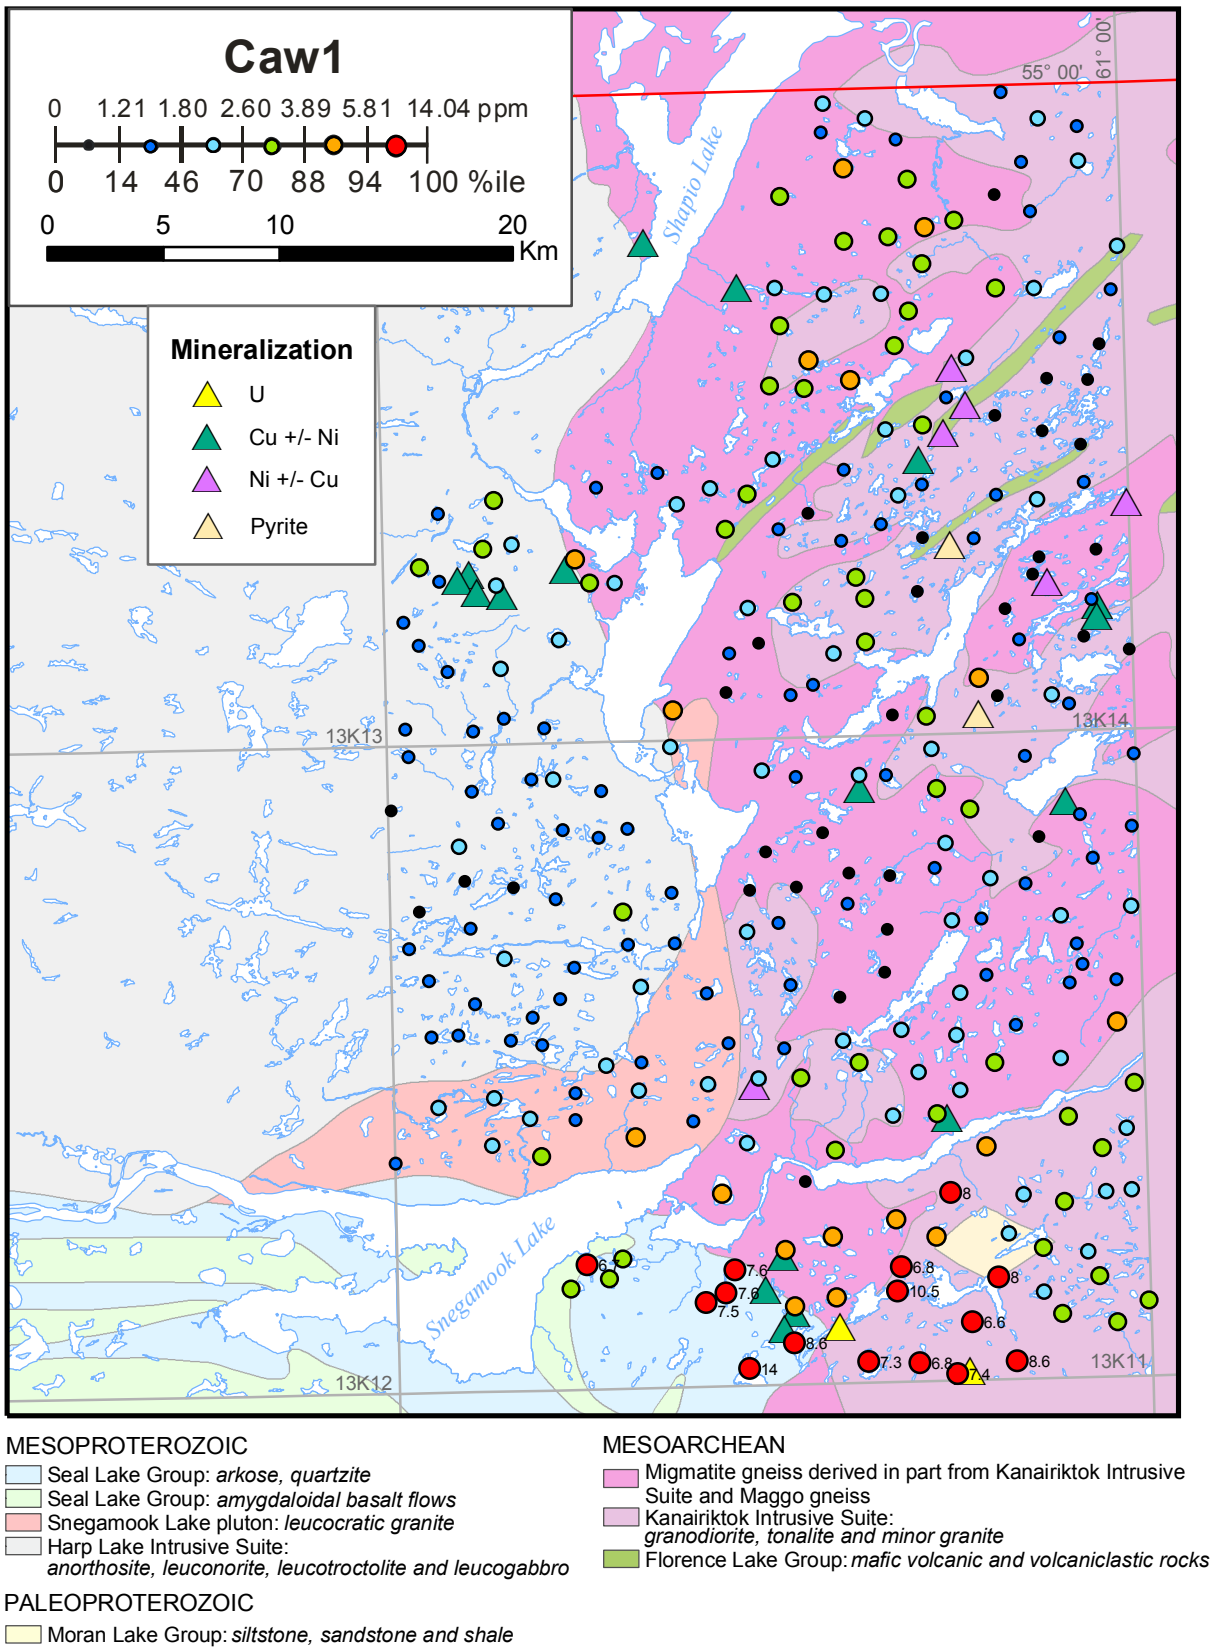 Caw1
0 1.21 1.80 2.60 3.89 5.81 14.04 ppm
0 14 46 70 88 94 100 %ile
0 5 10 20
Km
Mineralization
U
Cu +/- Ni
Ni +/- Cu
Pyrite
55° 00'
61° 00'
Shapio Lake
13K13
13K14
Snegamook Lake
8
7.6
6.8
8
7.6
10.5
7.5
6.6
8.6
14
7.3
6.8
7.4
8.6
13K12
13K11
MESOPROTEROZOIC
Seal Lake Group: arkose, quartzite
Seal Lake Group: amygdaloidal basalt flows
Snegamook Lake pluton: leucocratic granite
Harp Lake Intrusive Suite:
anorthosite, leuconorite, leucotroctolite and leucogabbro
PALEOPROTEROZOIC
Moran Lake Group: siltstone, sandstone and shale
MESOARCHEAN
Migmatite gneiss derived in part from Kanairiktok Intrusive
Suite and Maggo gneiss
Kanairiktok Intrusive Suite:
granodiorite, tonalite and minor granite
Florence Lake Group: mafic volcanic and volcaniclastic rocks